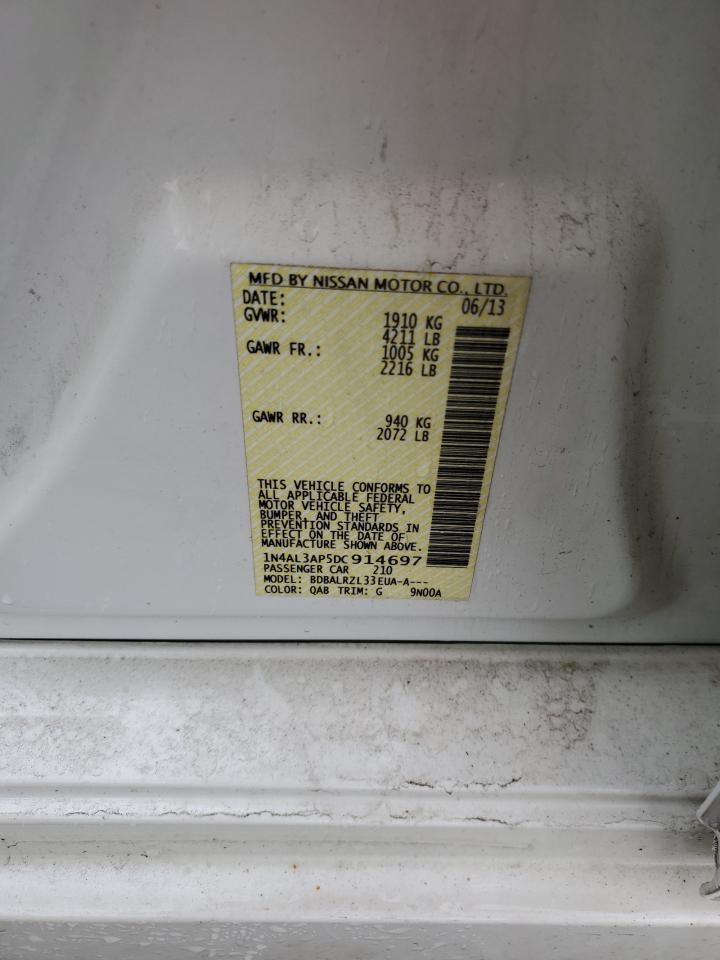 MFD BY NISSAN MOTOR CO., LTD.
DATE: 06/13
GVWR: 1910 KG
4211 LB
GAWR FR.: 1005 KG
2216 LB
GAWR RR.: 940 KG
2072 LB
THIS VEHICLE CONFORMS TO
ALL APPLICABLE FEDERAL
MOTOR VEHICLE SAFETY,
BUMPER, AND THEFT
PREVENTION STANDARDS IN
EFFECT ON THE DATE OF
MANUFACTURE SHOWN ABOVE.
1N4AL3AP5DC914697
PASSENGER CAR 210
MODEL: BDBALRZL33EUA-A---
COLOR: QAB TRIM: G 9N00A